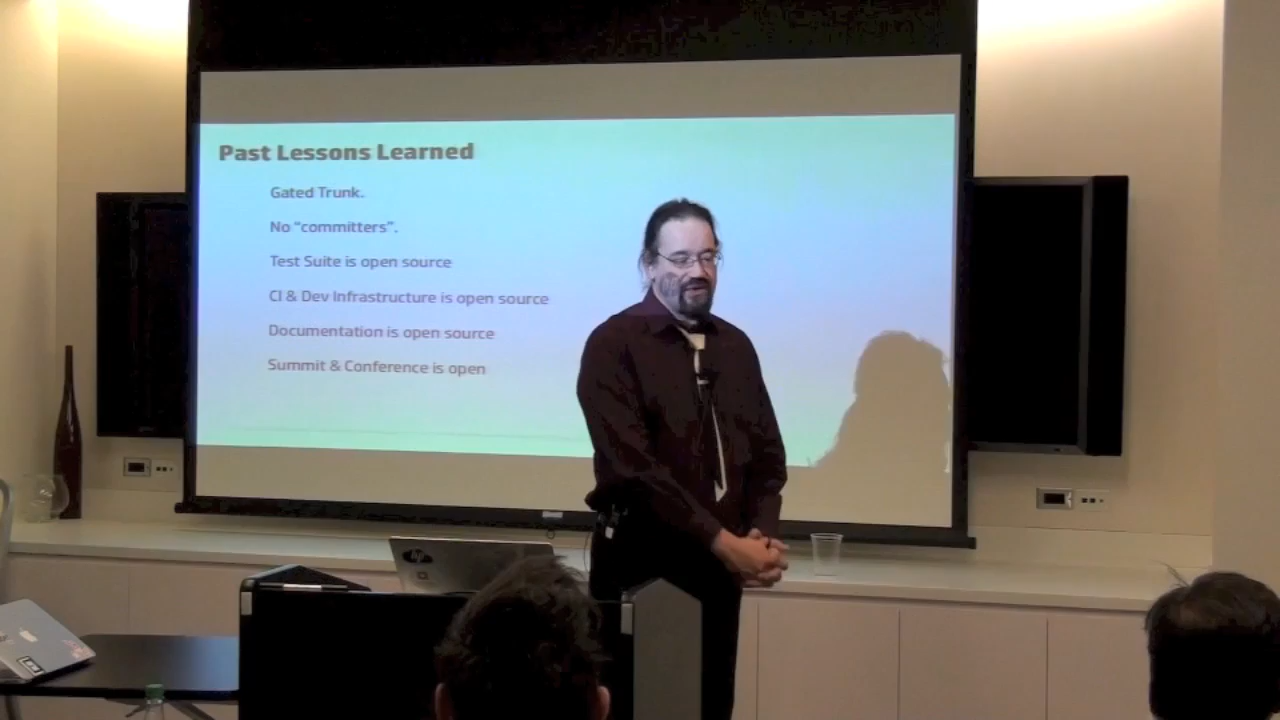 Past Lessons Learned
Gated Trunk.
No "committers".
Test Suite is open source
CI & Dev Infrastructure is open source
Documentation is open source
Summit & Conference is open
hp